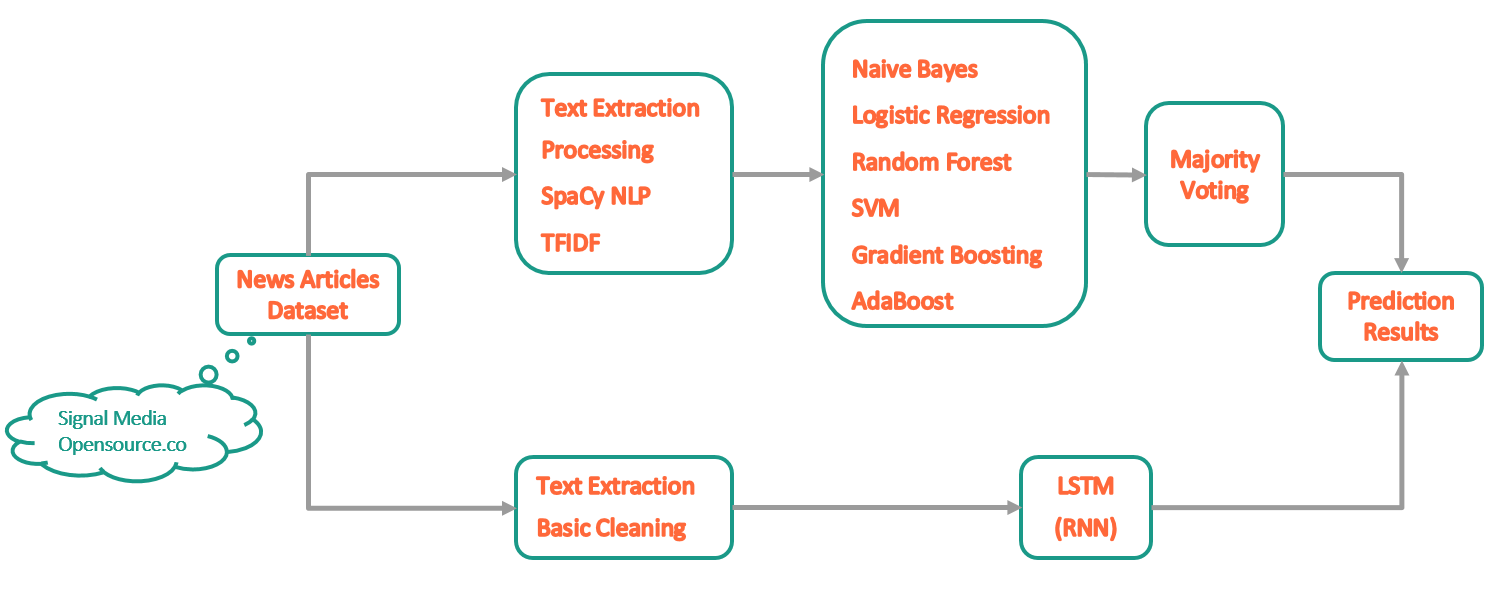 Text Extraction
Processing
SpaCy NLP
TFIDF
Naive Bayes
Logistic Regression
Random Forest
SVM
Gradient Boosting
AdaBoost
Majority
Voting
News Articles
Dataset
Prediction
Results
Signal Media
Opensource.co
Text Extraction
Basic Cleaning
LSTM
(RNN)